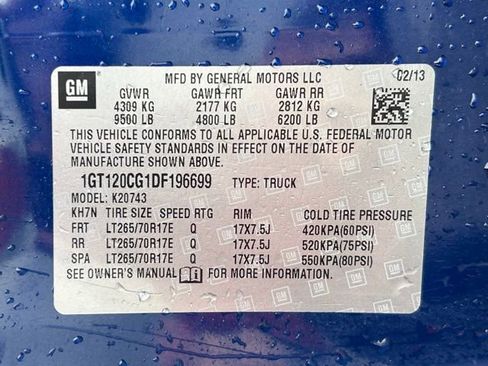 GM MFD BY GENERAL MOTORS LLC 02/13
GVWR GAWR FRT GAWR RR
4309 KG 2177 KG 2812 KG
9500 LB 4800 LB 6200 LB
THIS VEHICLE CONFORMS TO ALL APPLICABLE U.S. FEDERAL MOTOR
VEHICLE SAFETY STANDARDS IN EFFECT ON THE DATE OF
MANUFACTURE SHOWN ABOVE.
1GT120CG1DF196699 TYPE: TRUCK
MODEL: K20743
KH7N TIRE SIZE SPEED RTG RIM COLD TIRE PRESSURE
FRT LT265/70R17E Q 17X7.5J 420KPA(60PSI)
RR LT265/70R17E Q 17X7.5J 520KPA(75PSI)
SPA LT265/70R17E Q 17X7.5J 550KPA(80PSI)
SEE OWNER'S MANUAL FOR MORE INFORMATION